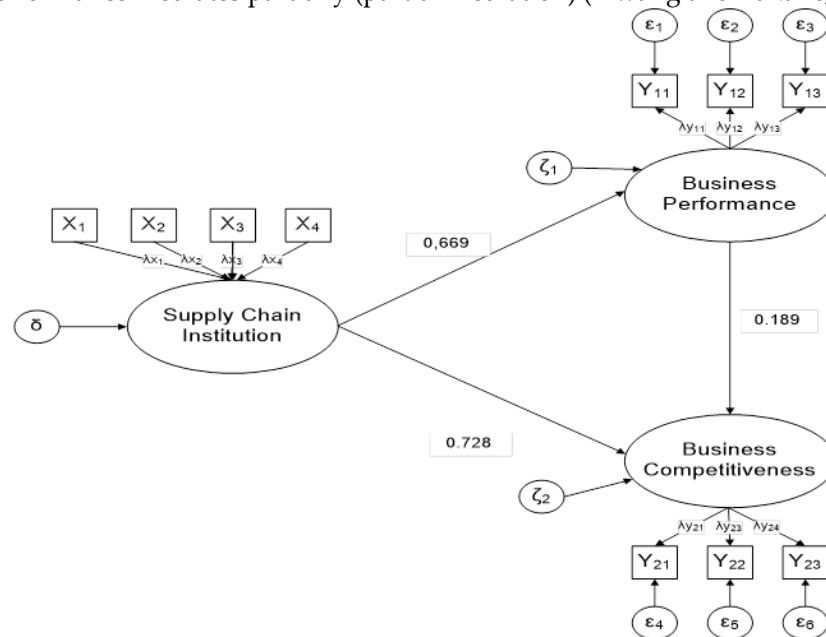 ε1 ε2 ε3
Y11 Y12 Y13
λy11 λy12 λy13
ζ1
Business
Performance
X1 X2 X3 X4
0,669
λx1 λx2 λx3 λx4
Supply Chain
Institution
δ
0.189
0.728
Business
Competitiveness
ζ2
λy21 λy23 λy24
Y21 Y22 Y23
ε4 ε5 ε6